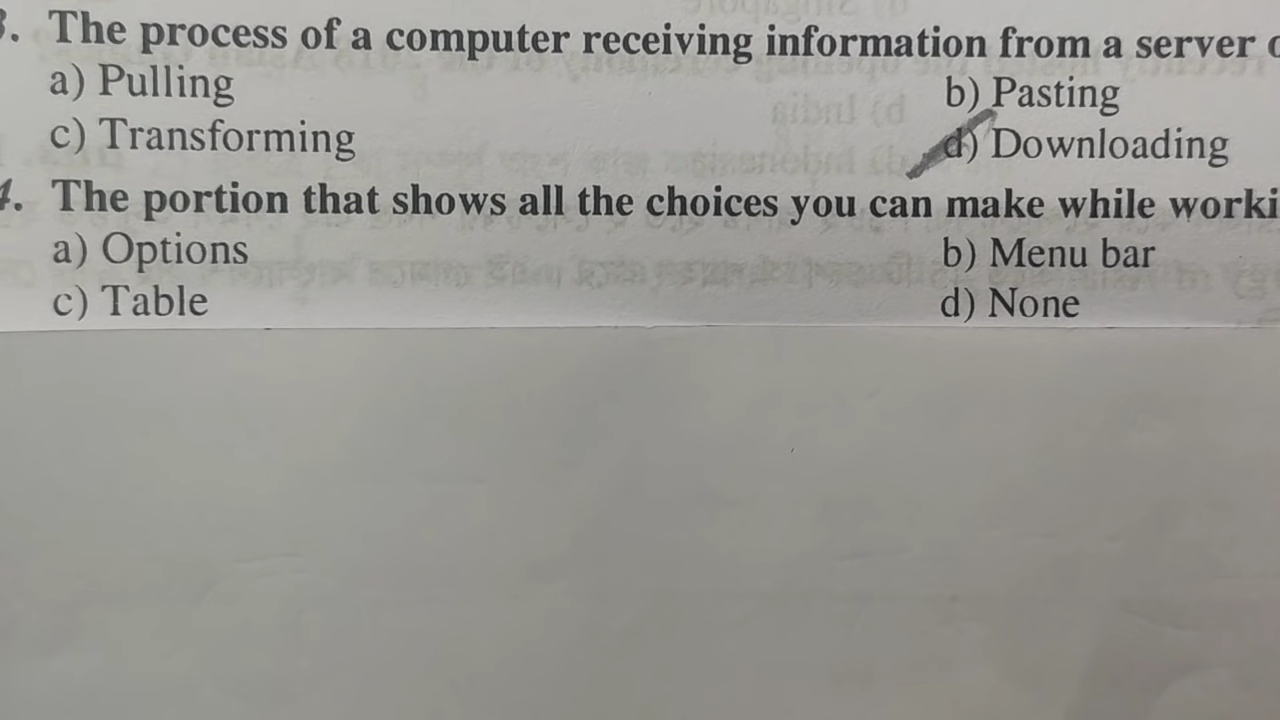 . The process of a computer receiving information from a server
a) Pulling b) Pasting
c) Transforming d) Downloading
4. The portion that shows all the choices you can make while worki
a) Options b) Menu bar
c) Table d) None